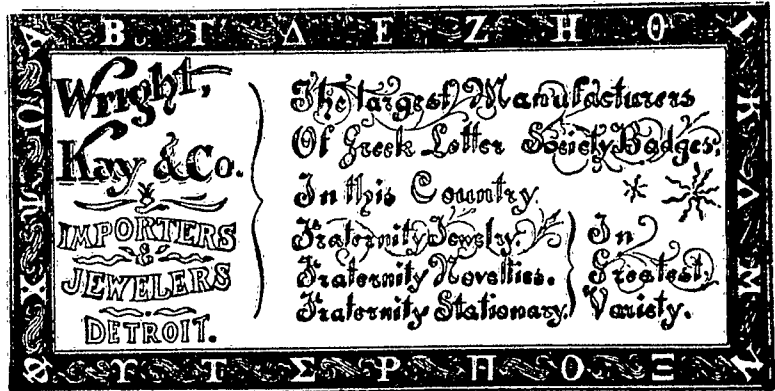 Α Β Γ Δ Ε Ζ Η Θ Ι
Κ
Λ
Μ
Ν
Ξ Ο Π Ρ Σ Τ Υ Φ
Χ
Ψ
Ω
Wright,
Kay & Co.
IMPORTERS
&
JEWELERS
DETROIT.
The largest Manufacturers
Of Greek Letter Society Badges,
In this Country.
Fraternity Jewelry.
Fraternity Novelties.
Fraternity Stationary.
In
Greatest
Variety.